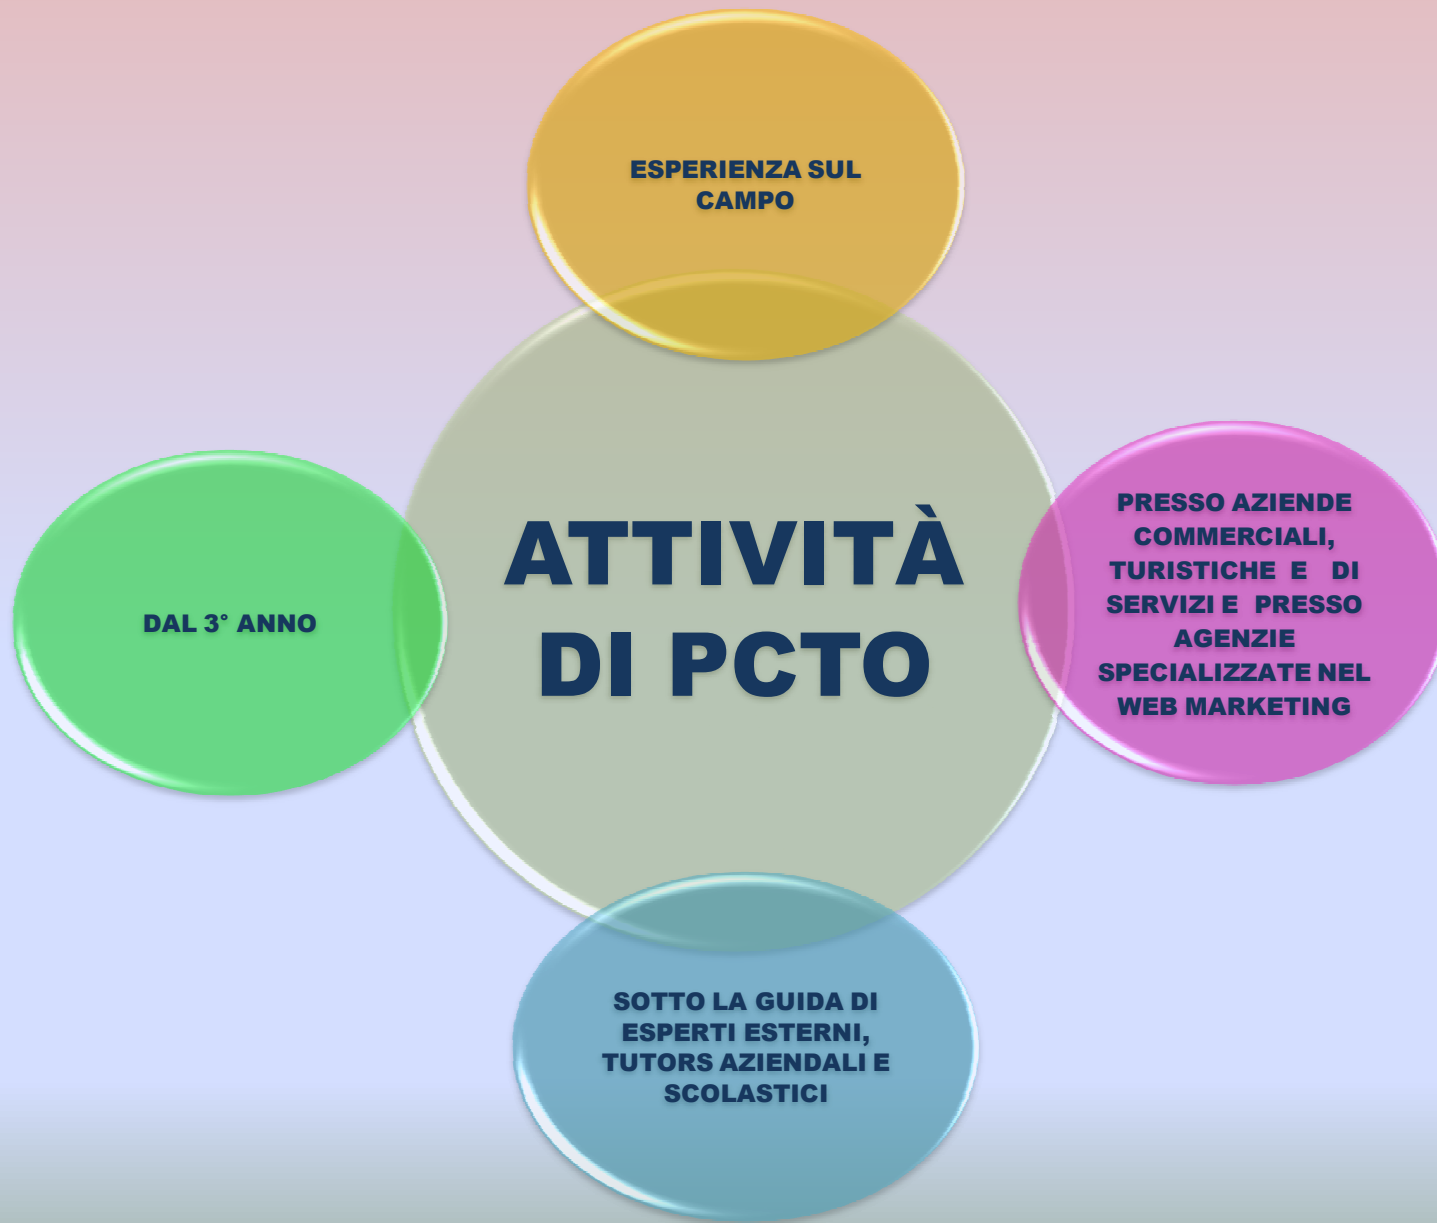 ESPERIENZA SUL
CAMPO
ATTIVITÀ
DI PCTO
PRESSO AZIENDE
COMMERCIALI,
TURISTICHE E DI
SERVIZI E PRESSO
AGENZIE
SPECIALIZZATE NEL
WEB MARKETING
SOTTO LA GUIDA DI
ESPERTI ESTERNI,
TUTORS AZIENDALI E
SCOLASTICI
DAL 3° ANNO